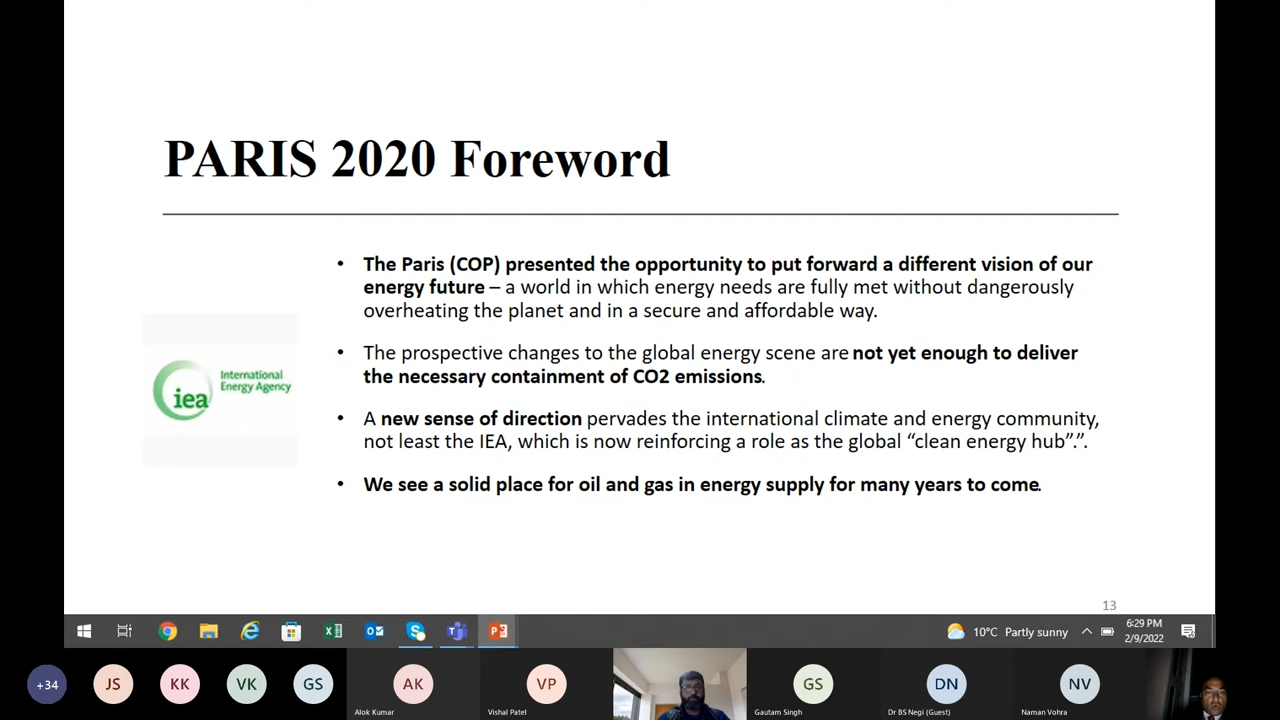 PARIS 2020 Foreword
• The Paris (COP) presented the opportunity to put forward a different vision of our
energy future – a world in which energy needs are fully met without dangerously
overheating the planet and in a secure and affordable way.
• The prospective changes to the global energy scene are not yet enough to deliver
the necessary containment of CO2 emissions.
• A new sense of direction pervades the international climate and energy community,
not least the IEA, which is now reinforcing a role as the global “clean energy hub”.”.
• We see a solid place for oil and gas in energy supply for many years to come.
International
Energy Agency
iea
13
10°C Partly sunny
6:29 PM
2/9/2022
+34
JS
KK
VK
GS
AK
Alok Kumar
VP
Vishal Patel
GS
Gautam Singh
DN
Dr BS Negi (Guest)
NV
Naman Vohra